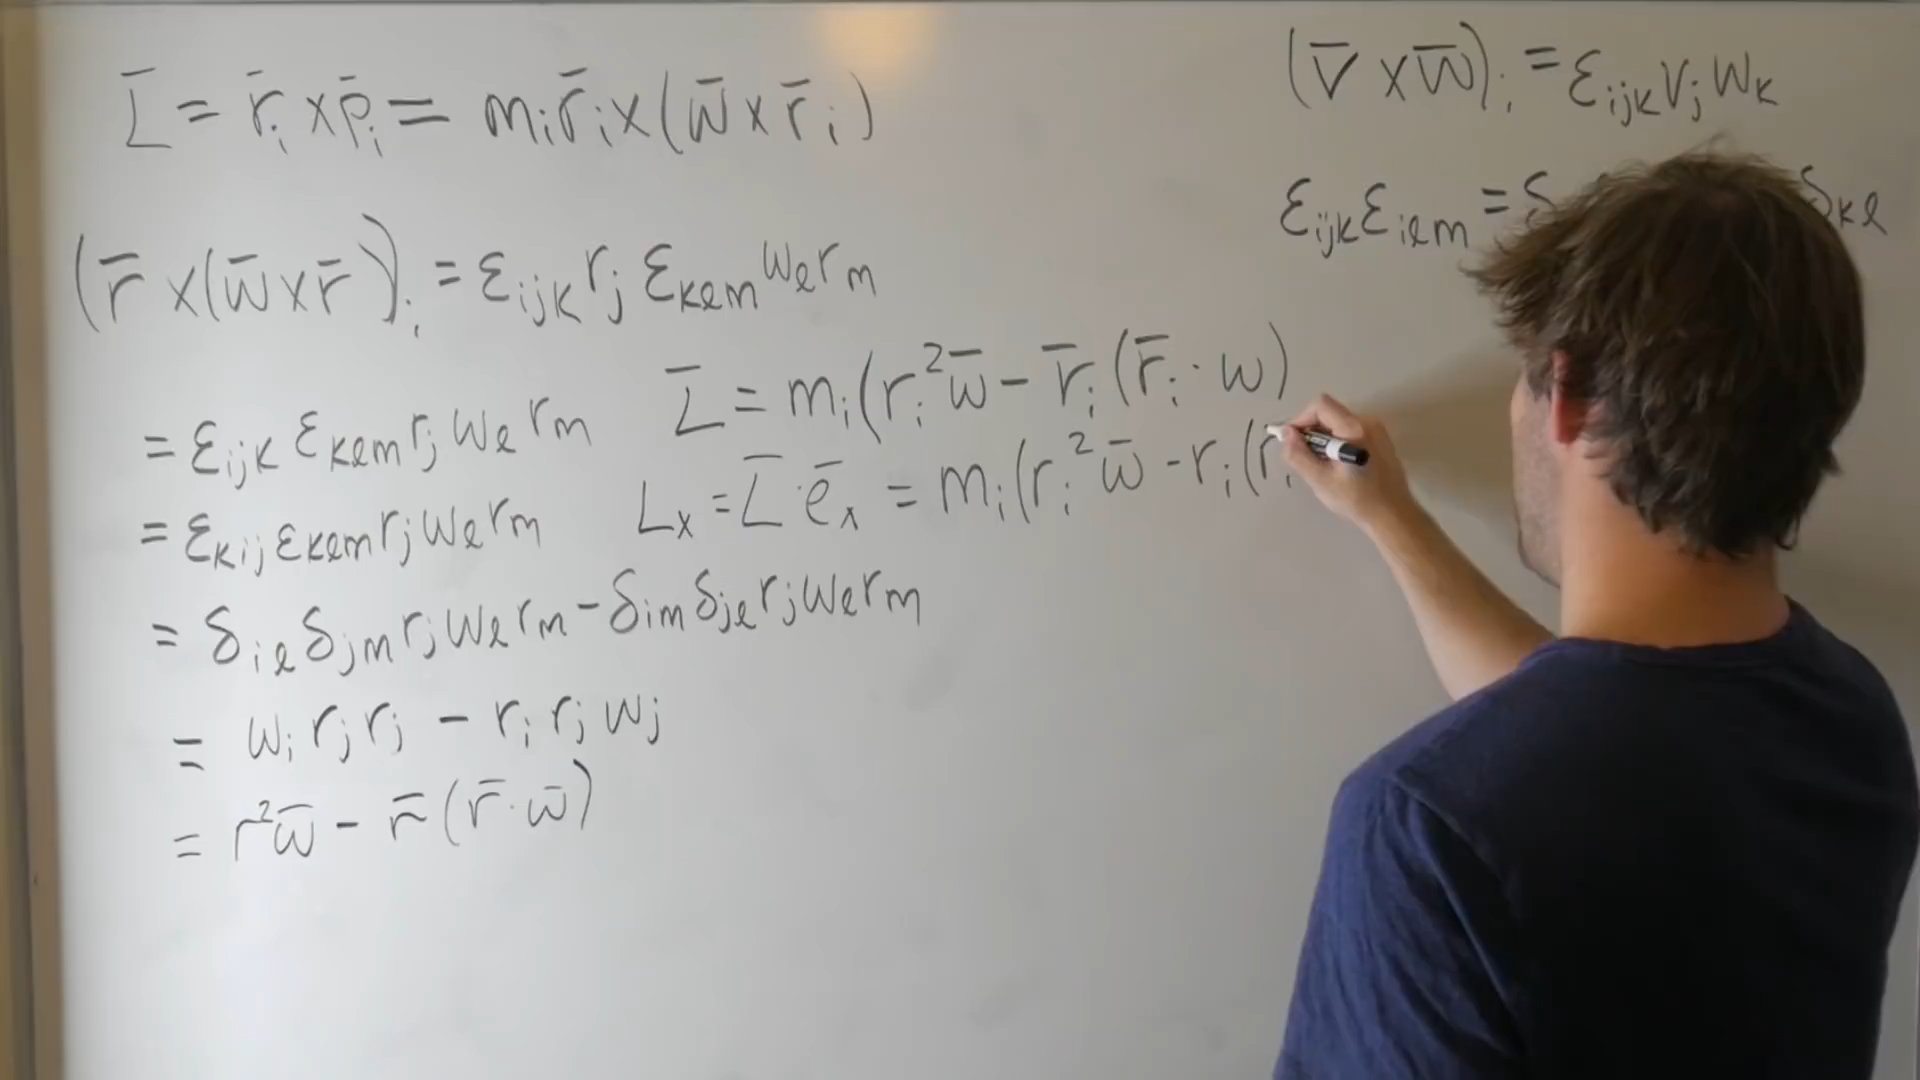 L̄ = r̄ᵢ × p̄ᵢ = mᵢ r̄ᵢ × (w̄ × r̄ᵢ)
(r̄ × (w̄ × r̄))ᵢ = εᵢⱼₖ rⱼ εₖₗₘ wₗ rₘ
= εᵢⱼₖ εₖₗₘ rⱼ wₗ rₘ
= εₖᵢⱼ εₖₗₘ rⱼ wₗ rₘ
= δᵢₗ δⱼₘ rⱼ wₗ rₘ - δᵢₘ δⱼₗ rⱼ wₗ rₘ
= wᵢ rⱼ rⱼ - rᵢ rⱼ wⱼ
= r² w̄ - r̄ (r̄ · w̄)
L̄ = mᵢ (rᵢ² w̄ - r̄ᵢ (r̄ᵢ · w)
Lₓ = L̄ · ēₓ = mᵢ (rᵢ² w̄ - rᵢ (rᵢ
(v̄ × w̄)ᵢ = εᵢⱼₖ vⱼ wₖ
εᵢⱼₖ εᵢₗₘ = δ δₖₗ